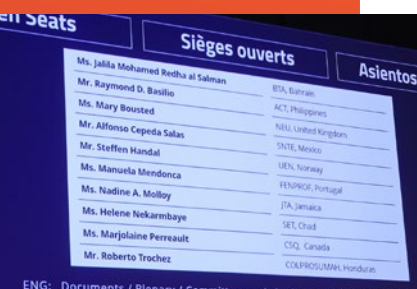 en Seats
Sièges ouverts
Asientos
Ms. Jalila Mohamed Redha al Salman BTA, Bahrain
Mr. Raymond D. Basilio ACT, Philippines
Ms. Mary Bousted NEU, United Kingdom
Mr. Alfonso Cepeda Salas SNTE, Mexico
Mr. Steffen Handal UEN, Norway
Ms. Manuela Mendonca FENPROF, Portugal
Ms. Nadine A. Molloy JTA, Jamaica
Ms. Helene Nekarmbaye SET, Chad
Ms. Marjolaine Perreault CSQ, Canada
Mr. Roberto Trochez COLPROSUMAH, Honduras
ENG: Documents / Plenary /